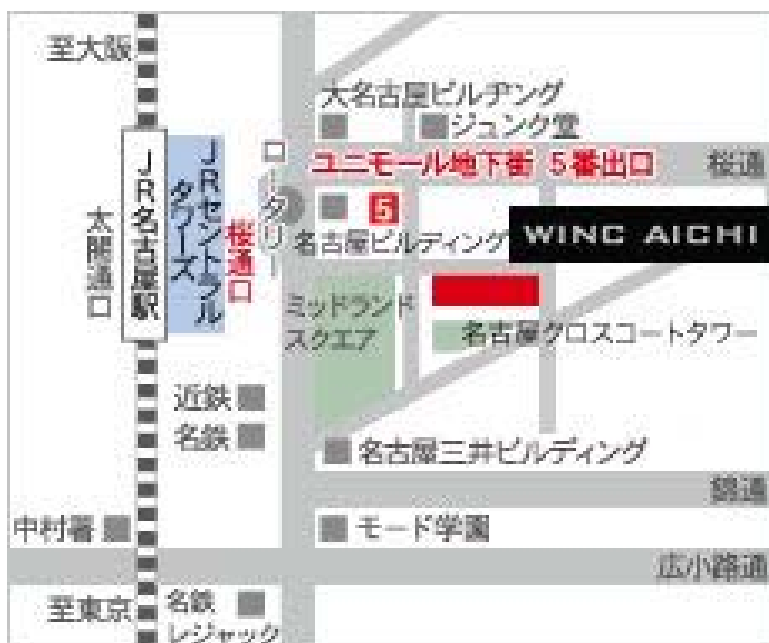 至大阪
大名古屋ビルヂング
ジュンク堂
ユニモール地下街 5番出口
桜通
JR名古屋駅
JRセントラル
タワーズ
桜通口
ロータリー
太閤通口
5
名古屋ビルディング
WINC AICHI
ミッドランド
スクエア
名古屋クロスコートタワー
近鉄
名鉄
名古屋三井ビルディング
錦通
中村署
モード学園
広小路通
至東京
名鉄
レジャック